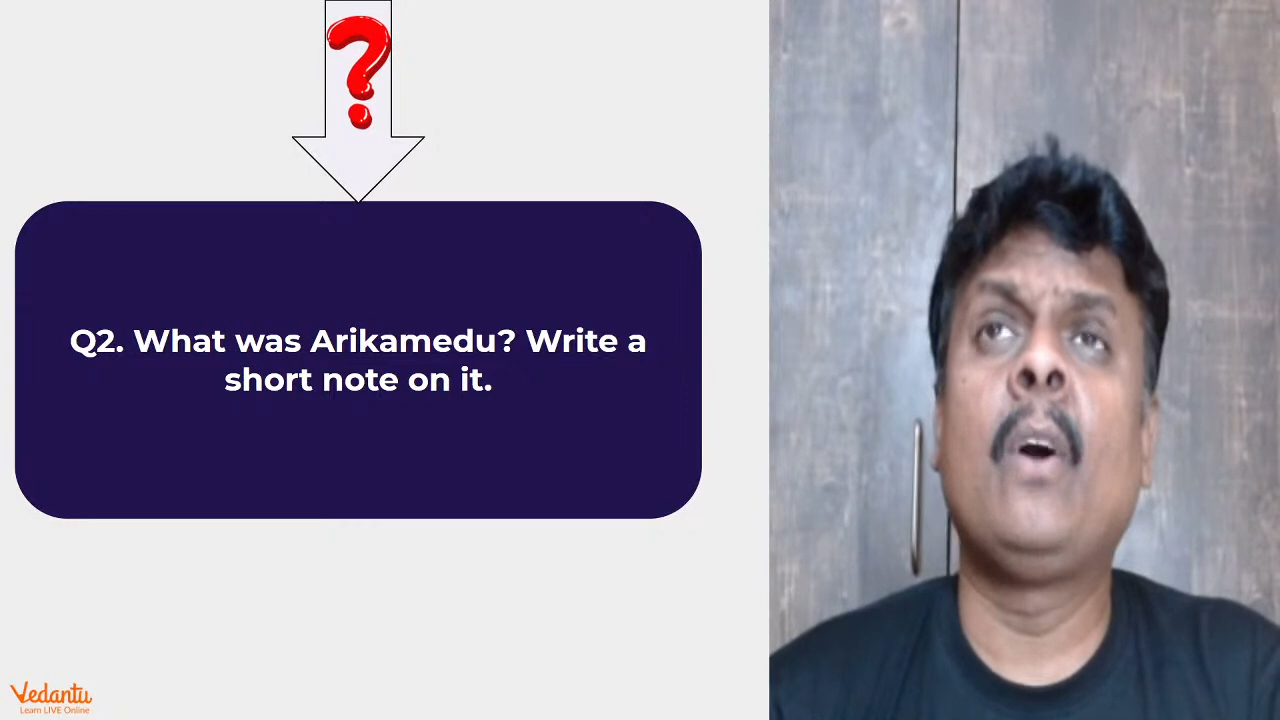 ?
Q2. What was Arikamedu? Write a
short note on it.
Vedantu
Learn LIVE Online